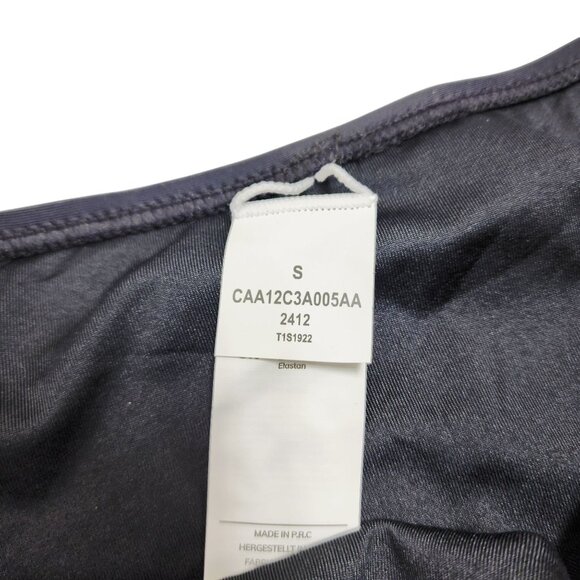 S
CAA12C3A005AA
2412
T1S1922
Elastan
MADE IN P.R.C
HERGESTELLT